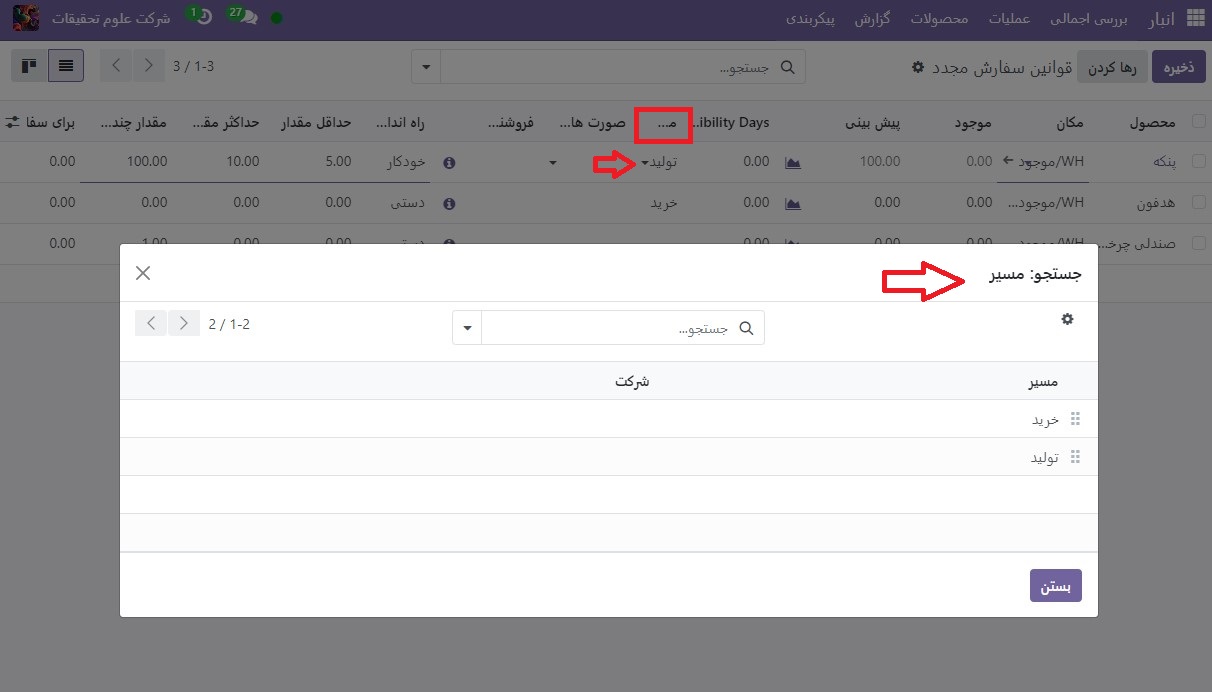 انبار بررسی اجمالی عملیات محصولات گزارش پیکربندی 27 1 شرکت علوم تحقیقات
ذخیره رها کردن قوانین سفارش مجدد جستجو... 3 / 1-3
محصول مکان موجود پیش بینی ibility Days م... صورت ها... فروشند... راه اندا... حداقل مقدار حداکثر مق... مقدار چند... برای سفا
پنکه WH/موجود 0.00 100.00 0.00 تولید خودکار 5.00 10.00 100.00 0.00
هدفون WH/موجود... 0.00 0.00 0.00 خرید دستی 0.00 0.00 0.00 0.00
صندلی چرخ... WH/موجود... 0.00 0.00 0.00 دستی 0.00 0.00 1.00 0.00
جستجو: مسیر
جستجو... 2 / 1-2
مسیر شرکت
خرید
تولید
بستن